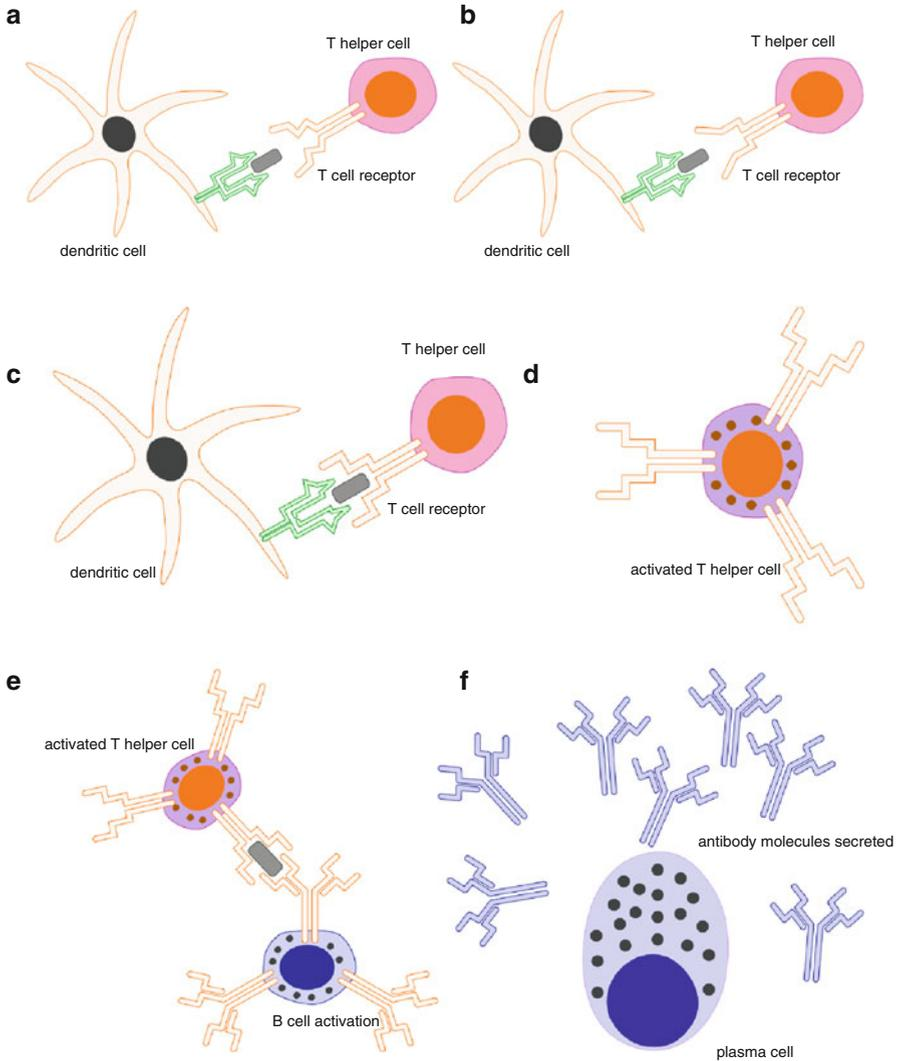 a
b
T helper cell
T helper cell
T cell receptor
T cell receptor
dendritic cell
dendritic cell
c
T helper cell
d
T cell receptor
dendritic cell
activated T helper cell
e
f
activated T helper cell
antibody molecules secreted
B cell activation
plasma cell